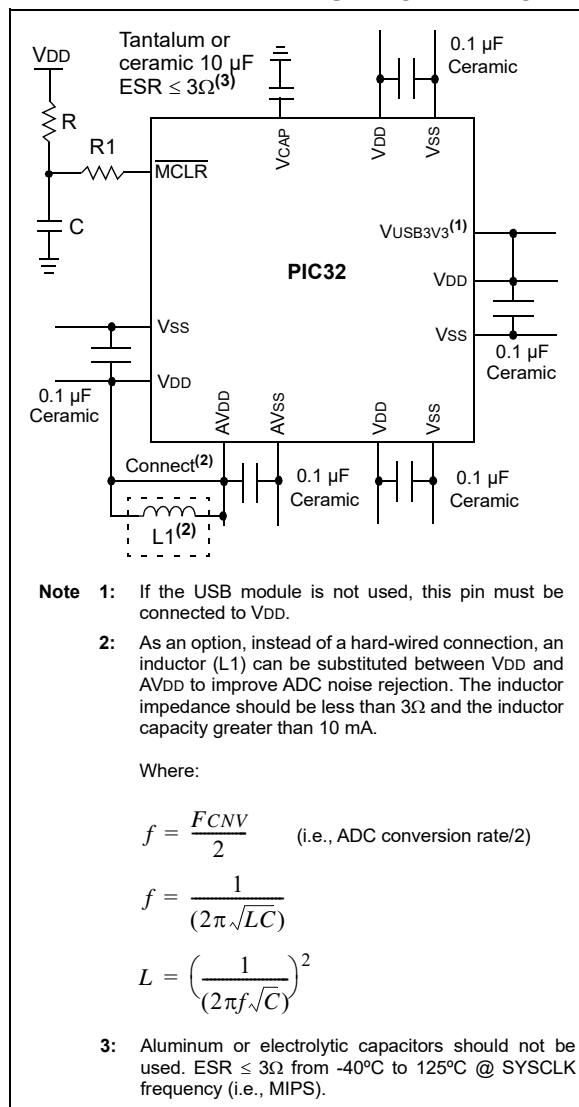 Tantalum or
ceramic 10 µF
ESR ≤ 3Ω(3)
0.1 µF
Ceramic
VDD
R
R1
MCLR
C
VCAP
VDD
VSS
VUSB3V3(1)
PIC32
VDD
VSS
0.1 µF
Ceramic
VSS
VDD
0.1 µF
Ceramic
AVDD
AVSS
VDD
VSS
Connect(2)
L1(2)
0.1 µF
Ceramic
0.1 µF
Ceramic
Note 1: If the USB module is not used, this pin must be
connected to VDD.
2: As an option, instead of a hard-wired connection, an
inductor (L1) can be substituted between VDD and
AVDD to improve ADC noise rejection. The inductor
impedance should be less than 3Ω and the inductor
capacity greater than 10 mA.
Where:
f = FCNV / 2 (i.e., ADC conversion rate/2)
f = 1 / (2π√LC)
L = (1 / (2πf√C))²
3: Aluminum or electrolytic capacitors should not be
used. ESR ≤ 3Ω from -40ºC to 125ºC @ SYSCLK
frequency (i.e., MIPS).